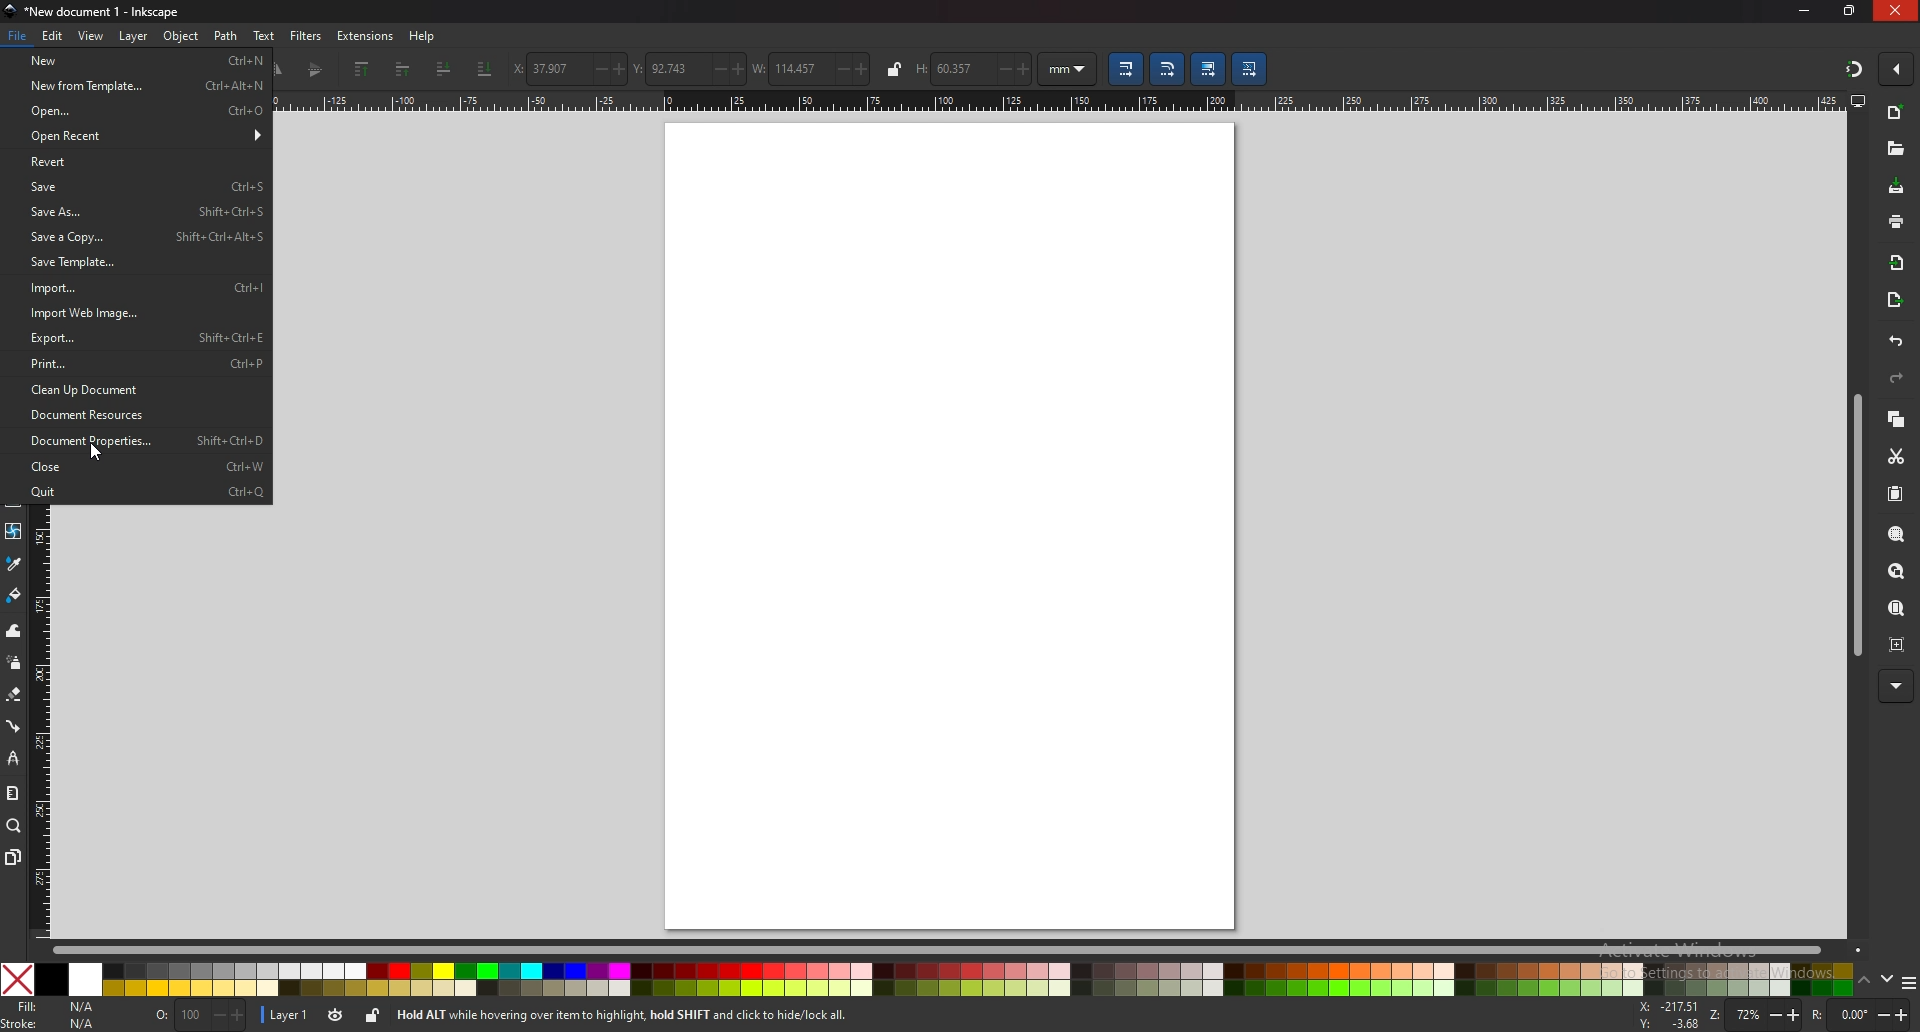 *New document 1 - Inkscape
File Edit View Layer Object Path Text Filters Extensions Help
X: 37.907 Y: 92.743 W: 114.457 H: 60.357 mm
New Ctrl+N
New from Template... Ctrl+Alt+N
Open... Ctrl+O
Open Recent
Revert
Save Ctrl+S
Save As... Shift+Ctrl+S
Save a Copy... Shift+Ctrl+Alt+S
Save Template...
Import... Ctrl+I
Import Web Image...
Export... Shift+Ctrl+E
Print... Ctrl+P
Clean Up Document
Document Resources
Document Properties... Shift+Ctrl+D
Close Ctrl+W
Quit Ctrl+Q
-125 -100 -75 -50 -25 0 25 50 75 100 125 150 175 200 225 250 275 300 325 350 375 400 425
150
175
200
225
250
275
Activate Windows
Go to Settings to activate Windows.
Fill: N/A
Stroke: N/A
O: 100
Layer 1
Hold ALT while hovering over item to highlight, hold SHIFT and click to hide/lock all.
X: -217.51
Y: -3.68
Z: 72%
R: 0.00°